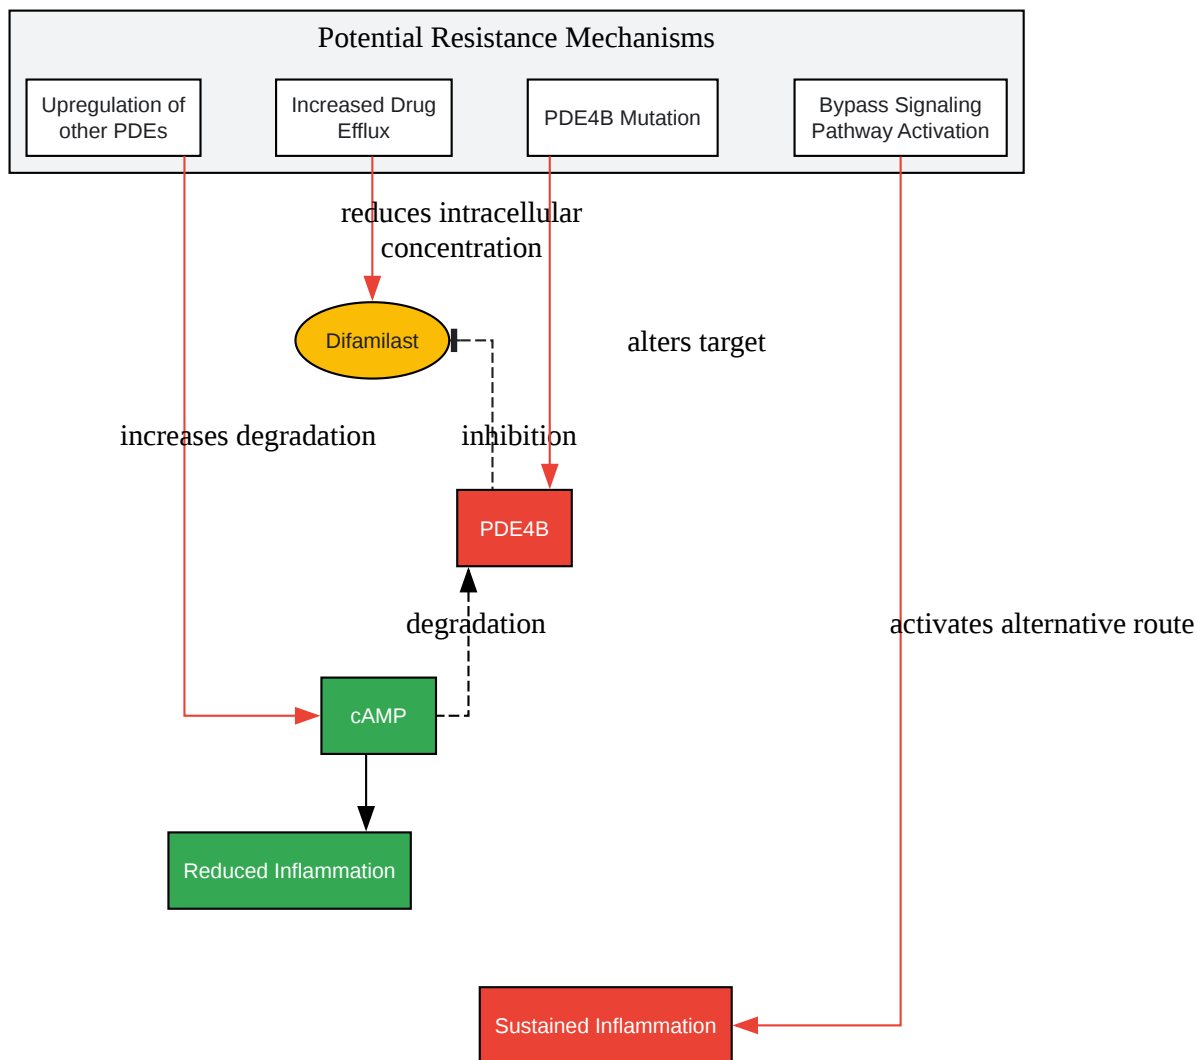 Potential Resistance Mechanisms
Upregulation of
other PDEs
Increased Drug
Efflux
PDE4B Mutation
Bypass Signaling
Pathway Activation
reduces intracellular
concentration
Difamilast
alters target
increases degradation
inhibition
PDE4B
degradation
activates alternative route
cAMP
Reduced Inflammation
Sustained Inflammation